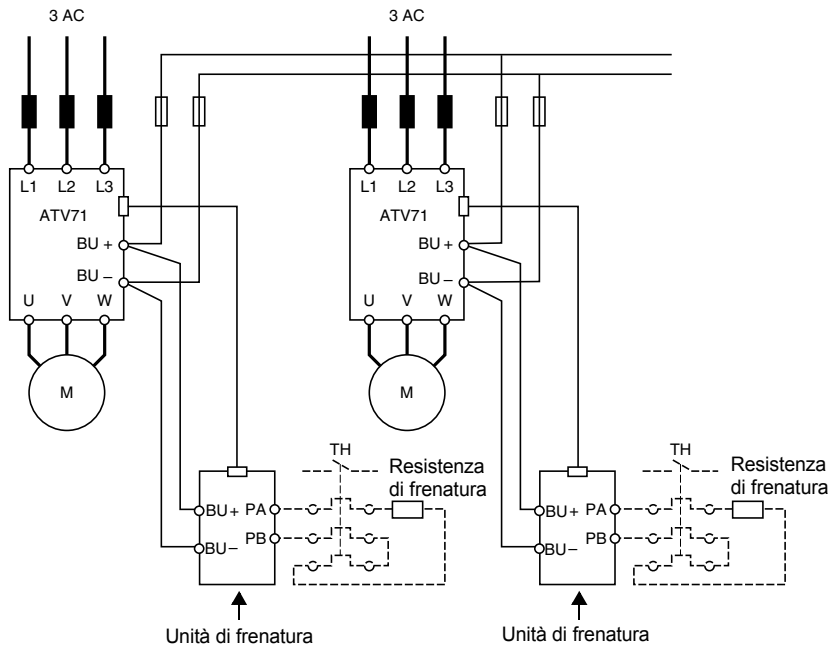 3 AC
3 AC
L1 L2 L3
L1 L2 L3
ATV71
ATV71
BU +
BU +
BU –
BU –
U V W
U V W
M
M
TH
Resistenza
di frenatura
TH
Resistenza
di frenatura
BU+ PA
BU+ PA
PB
PB
BU–
BU–
Unità di frenatura
Unità di frenatura